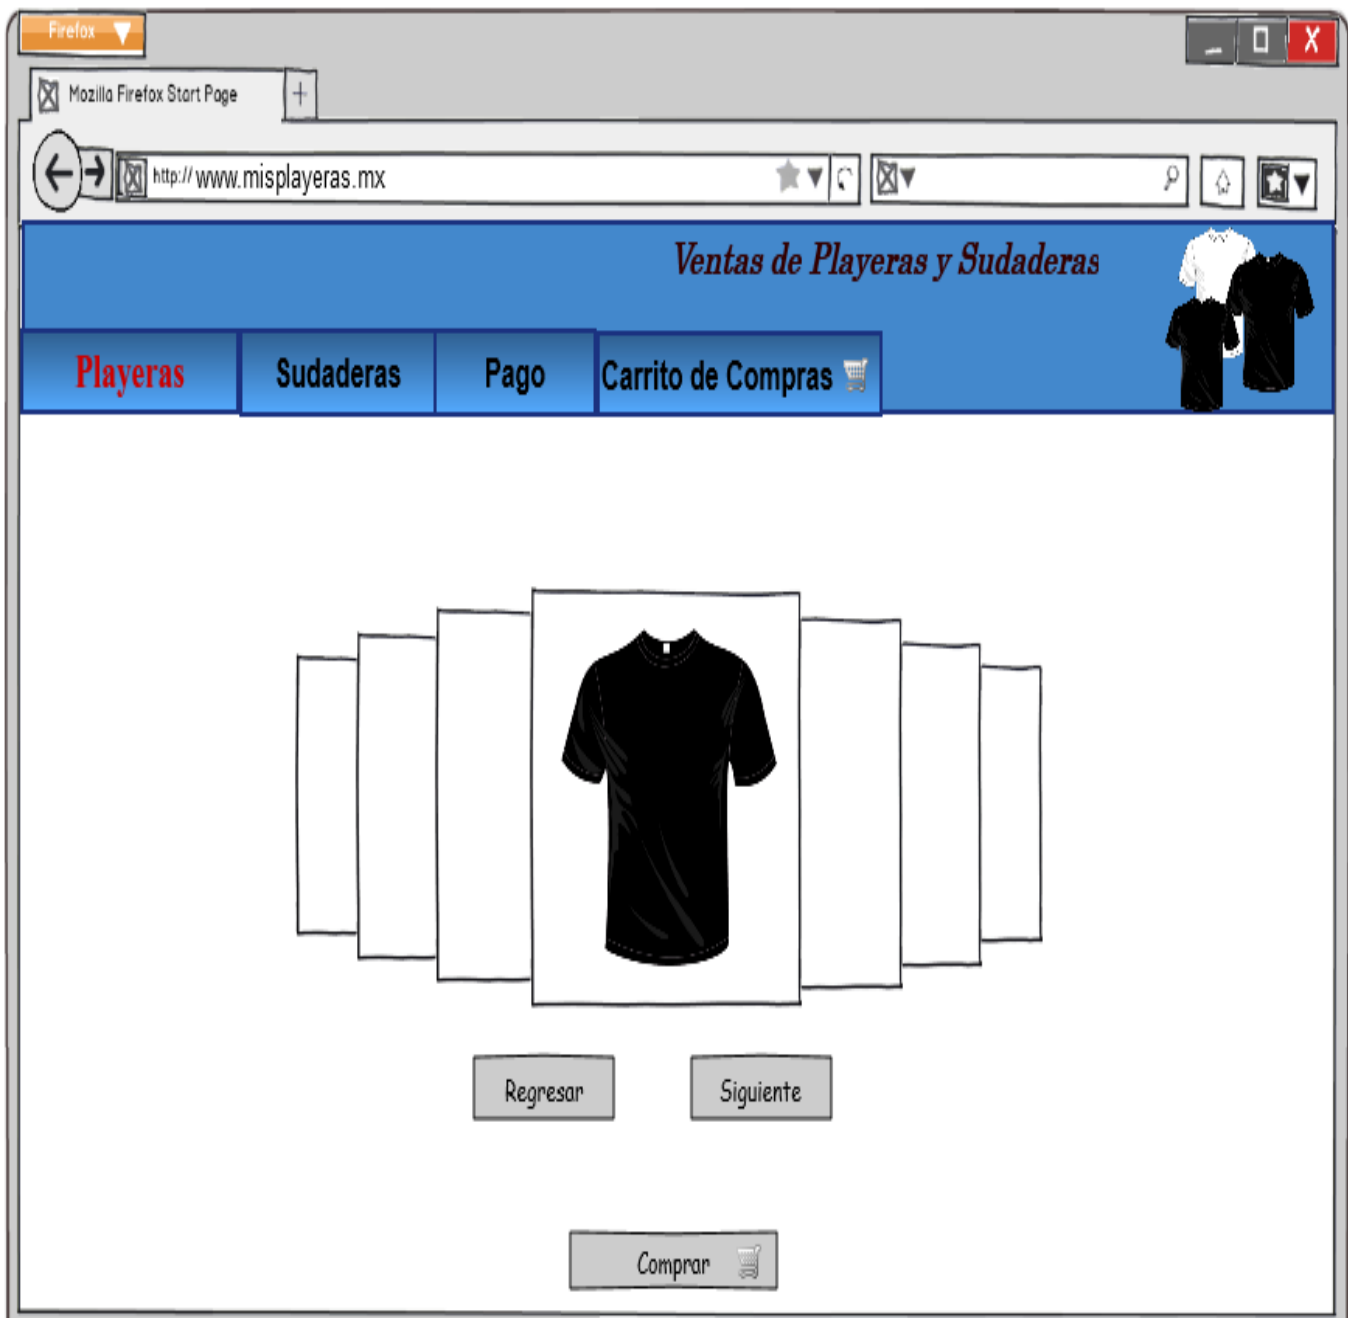 Firefox
Mozilla Firefox Start Page
http:// www.misplayeras.mx
Ventas de Playeras y Sudaderas
Playeras
Sudaderas
Pago
Carrito de Compras
Regresar
Siguiente
Comprar